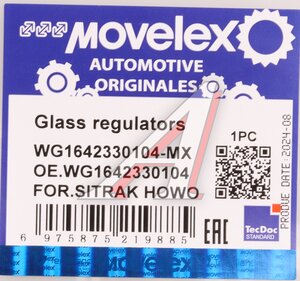 MOVELEX
AUTOMOTIVE
ORIGINALES
Glass regulators
WG1642330104-MX
OE.WG1642330104
FOR.SITRAK HOWO
1PC
PRODUE DATE:2024-08
6 975875 219885
EAC
TecDoc
STANDARD